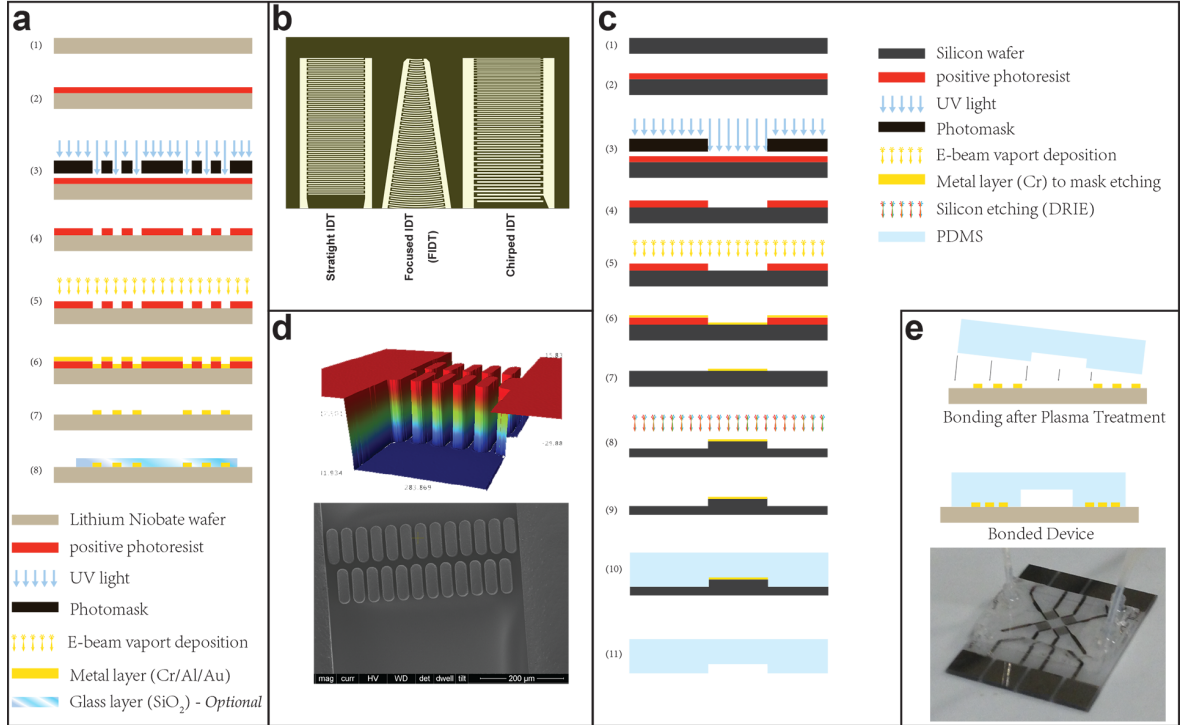 a
(1)
(2)
(3)
(4)
(5)
(6)
(7)
(8)
Lithium Niobate wafer
positive photoresist
UV light
Photomask
E-beam vaport deposition
Metal layer (Cr/Al/Au)
Glass layer (SiO2) - Optional
b
Stratight IDT
Focused IDT
(FIDT)
Chirped IDT
d
283.869
mag curr HV WD det dwell tilt 200 µm
c
(1)
(2)
(3)
(4)
(5)
(6)
(7)
(8)
(9)
(10)
(11)
Silicon wafer
positive photoresist
UV light
Photomask
E-beam vaport deposition
Metal layer (Cr) to mask etching
Silicon etching (DRIE)
PDMS
e
Bonding after Plasma Treatment
Bonded Device